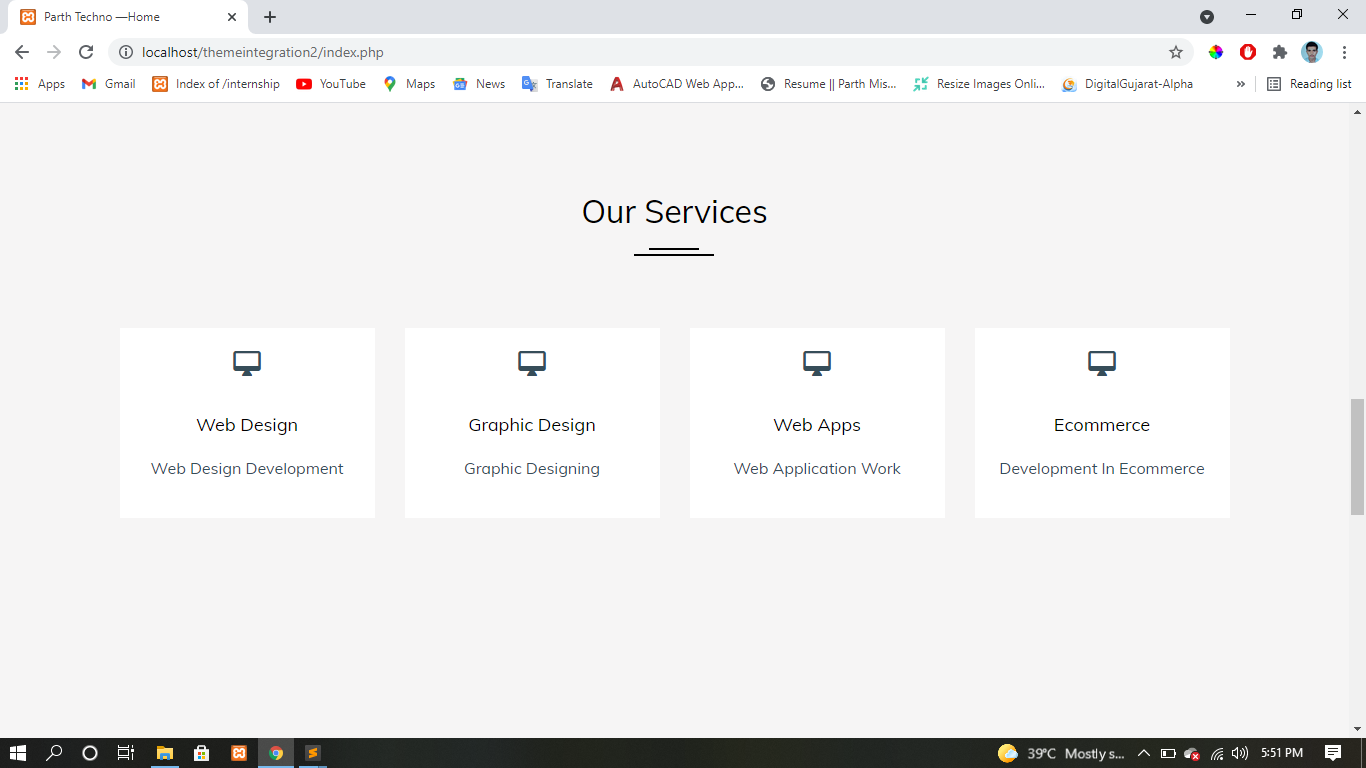 Parth Techno —Home
localhost/themeintegration2/index.php
Apps Gmail Index of /internship YouTube Maps News Translate AutoCAD Web App... Resume || Parth Mis... Resize Images Onli... DigitalGujarat-Alpha » Reading list
Our Services
Web Design Graphic Design Web Apps Ecommerce
Web Design Development Graphic Designing Web Application Work Development In Ecommerce
39°C Mostly s... 5:51 PM